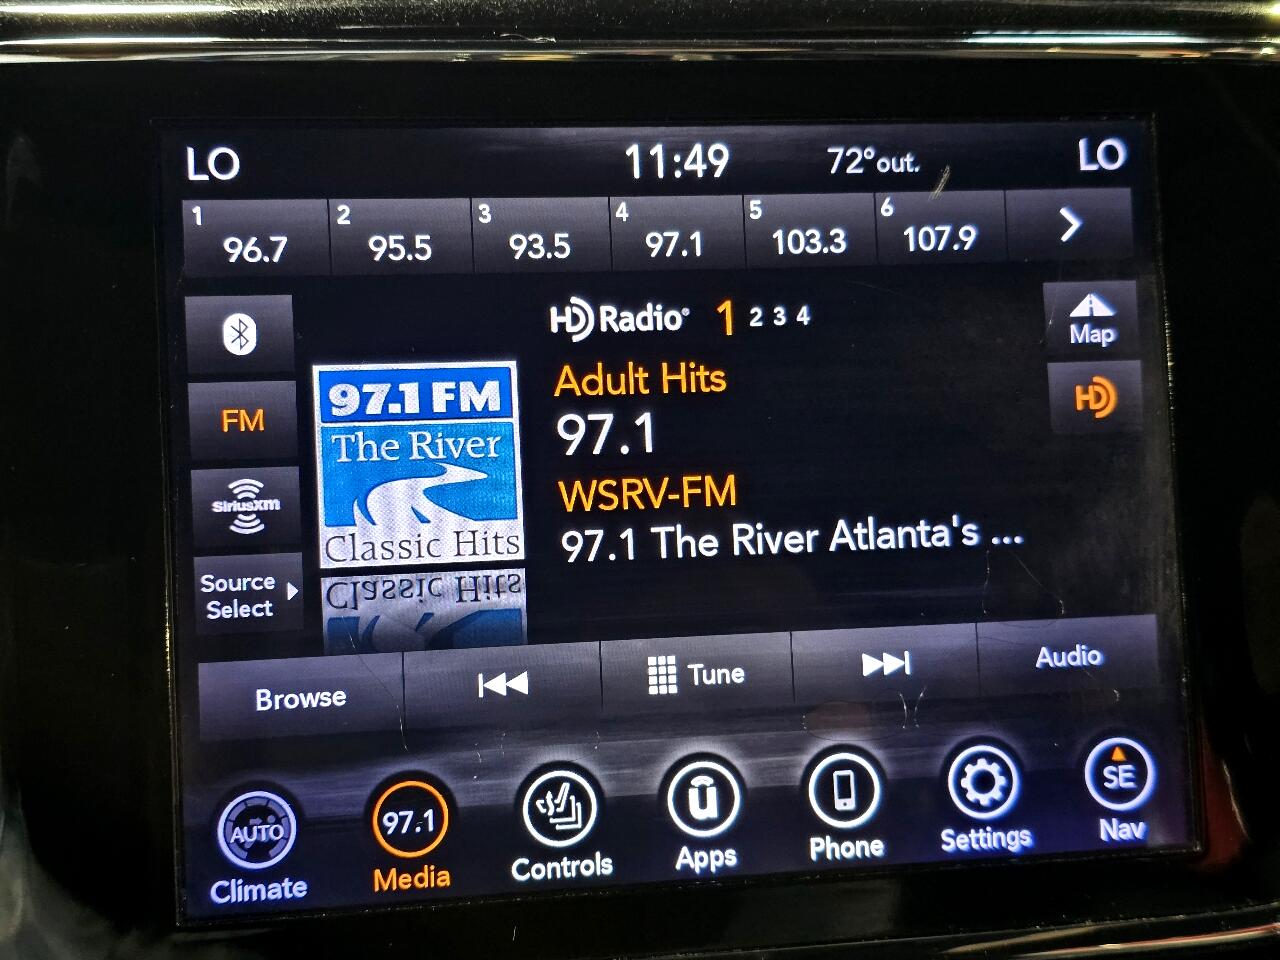 LO 11:49 72°out. LO
1 2 3 4 5 6
96.7 95.5 93.5 97.1 103.3 107.9
HD Radio® 1 2 3 4
Map
Adult Hits
97.1 FM
HD
FM
97.1
The River
WSRV-FM
SiriusXM
97.1 The River Atlanta's ...
Classic Hits
Source
Select
Classic Hits
Browse Tune Audio
AUTO 97.1 u SE
Climate Media Controls Apps Phone Settings Nav